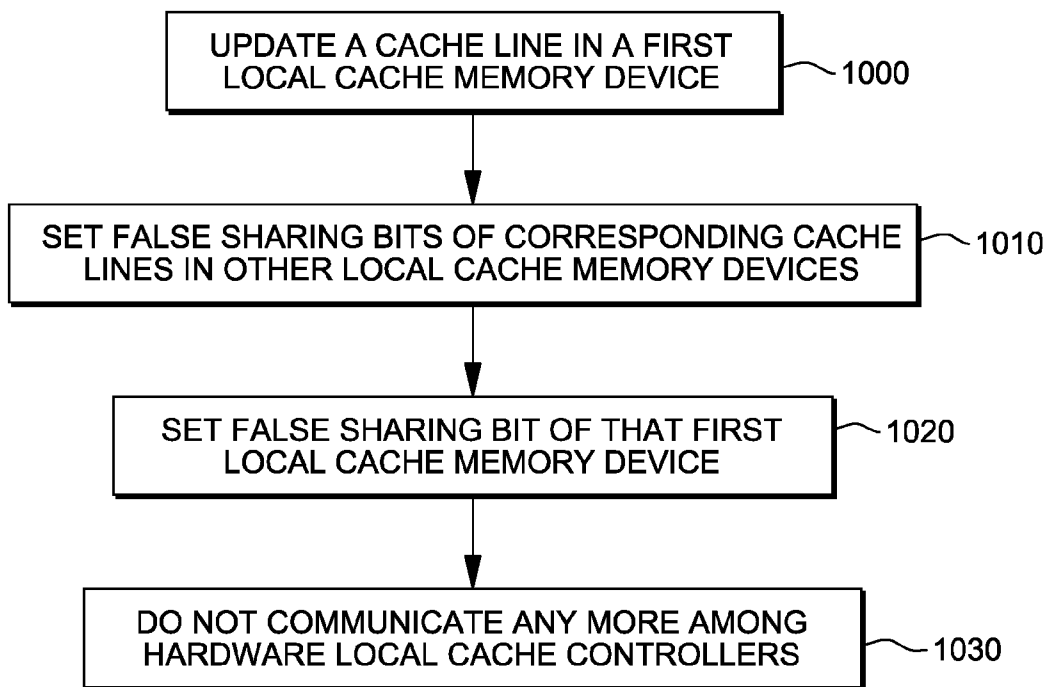 UPDATE A CACHE LINE IN A FIRST
LOCAL CACHE MEMORY DEVICE
1000
SET FALSE SHARING BITS OF CORRESPONDING CACHE
LINES IN OTHER LOCAL CACHE MEMORY DEVICES
1010
SET FALSE SHARING BIT OF THAT FIRST
LOCAL CACHE MEMORY DEVICE
1020
DO NOT COMMUNICATE ANY MORE AMONG
HARDWARE LOCAL CACHE CONTROLLERS
1030